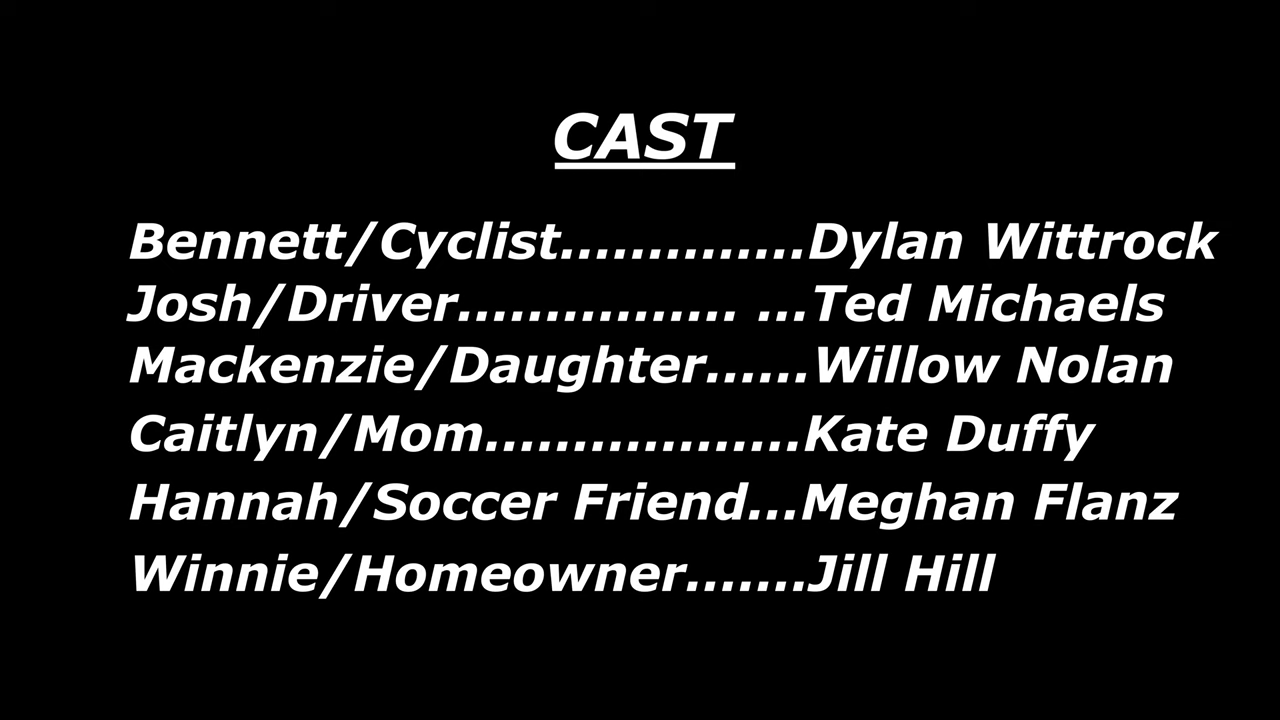 CAST
Bennett/Cyclist..............Dylan Wittrock
Josh/Driver................ ...Ted Michaels
Mackenzie/Daughter......Willow Nolan
Caitlyn/Mom..................Kate Duffy
Hannah/Soccer Friend...Meghan Flanz
Winnie/Homeowner.......Jill Hill